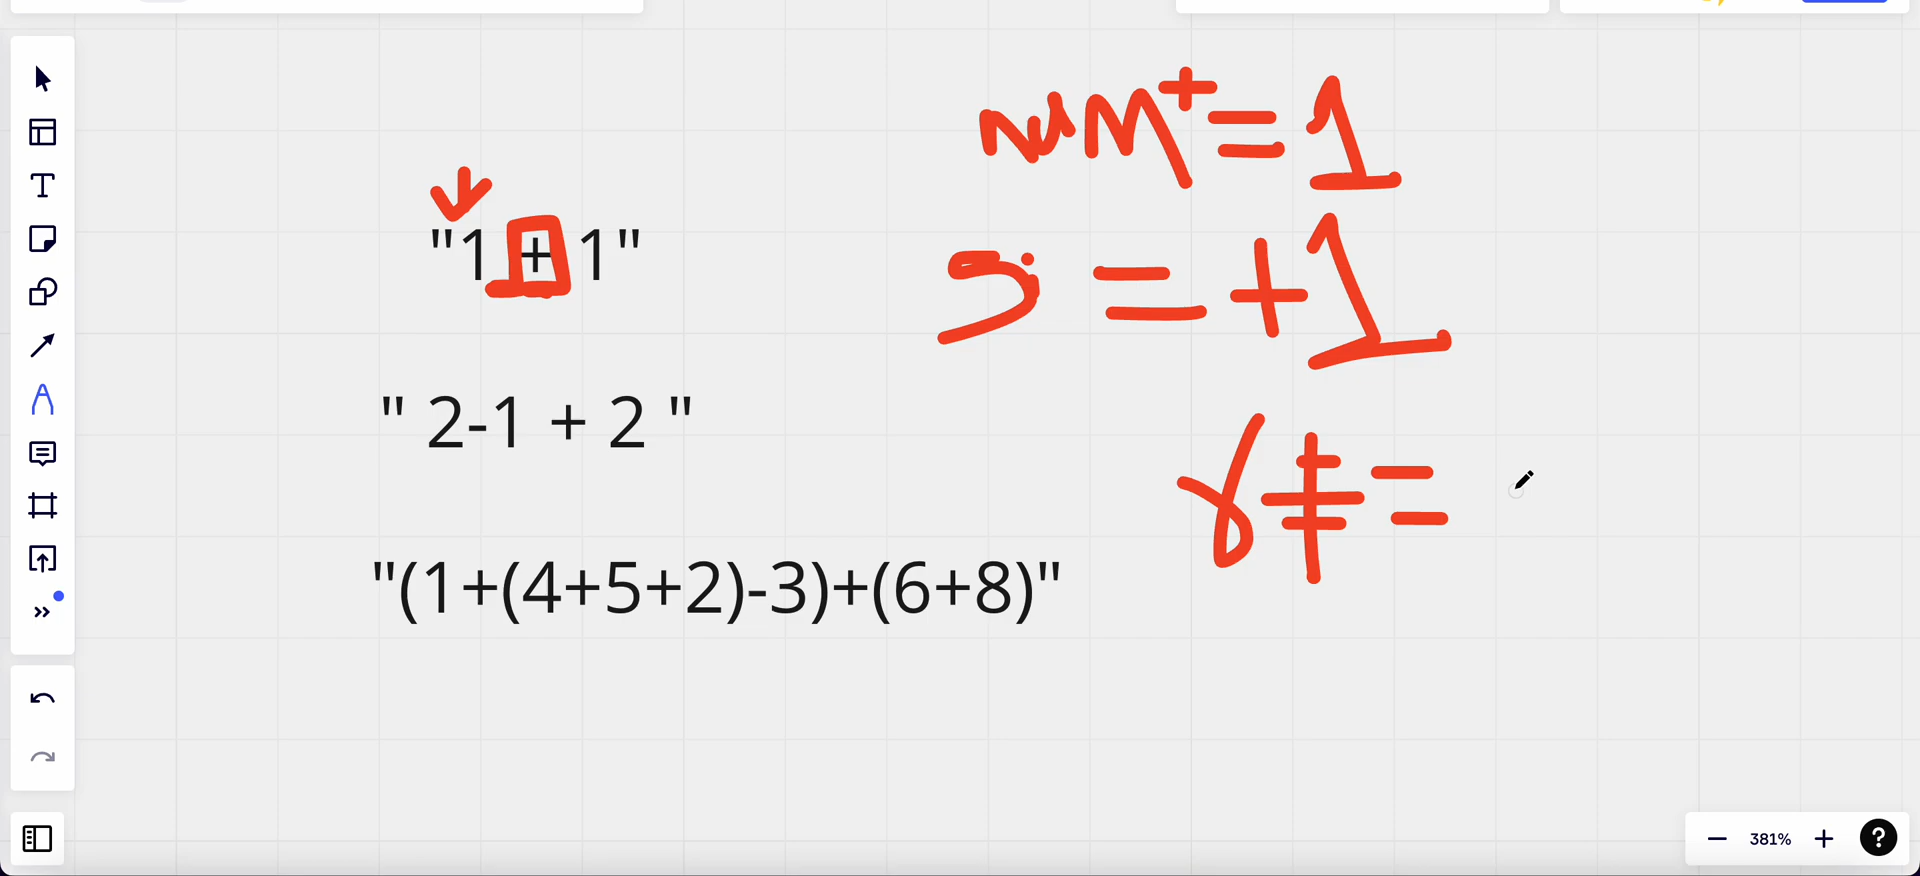 num+=1
"1 + 1"
s = +1
" 2-1 + 2 "
r+=
"(1+(4+5+2)-3)+(6+8)"
381%